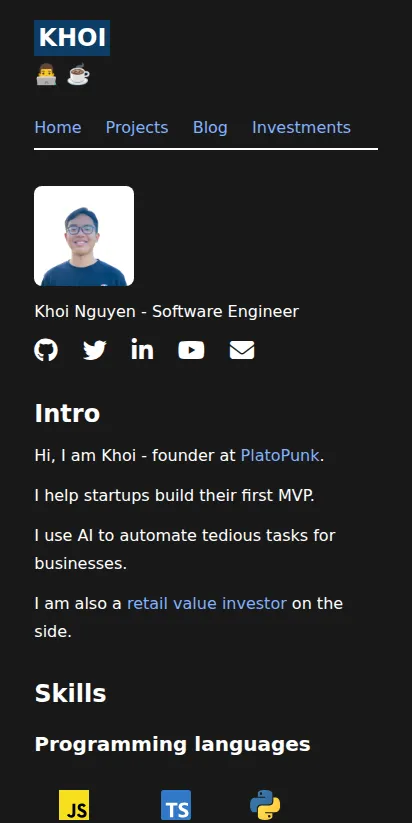 KHOI
Home Projects Blog Investments
Khoi Nguyen - Software Engineer
Intro
Hi, I am Khoi - founder at PlatoPunk.
I help startups build their first MVP.
I use AI to automate tedious tasks for
businesses.
I am also a retail value investor on the
side.
Skills
Programming languages
JS TS